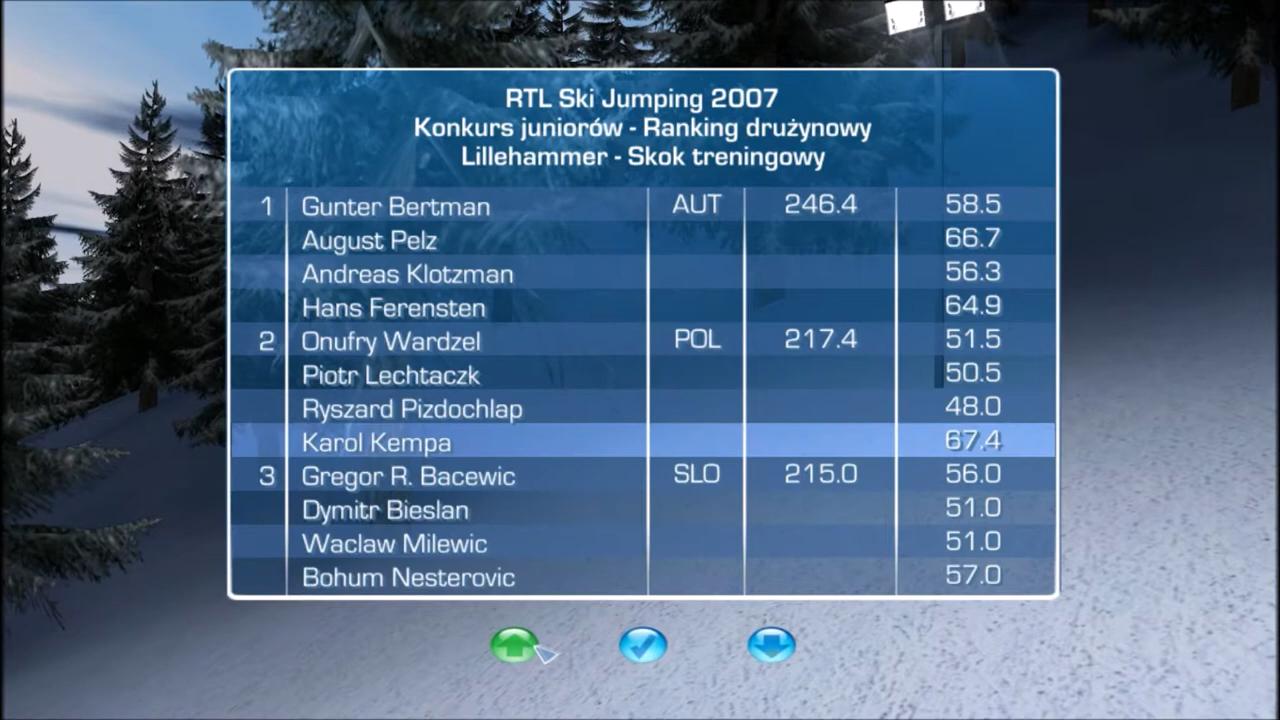 RTL Ski Jumping 2007
Konkurs juniorów - Ranking drużynowy
Lillehammer - Skok treningowy
1 Gunter Bertman AUT 246.4 58.5
August Pelz 66.7
Andreas Klotzman 56.3
Hans Ferensten 64.9
2 Onufry Wardzel POL 217.4 51.5
Piotr Lechtaczk 50.5
Ryszard Pizdochlap 48.0
Karol Kempa 67.4
3 Gregor R. Bacewic SLO 215.0 56.0
Dymitr Bieslan 51.0
Waclaw Milewic 51.0
Bohum Nesterovic 57.0